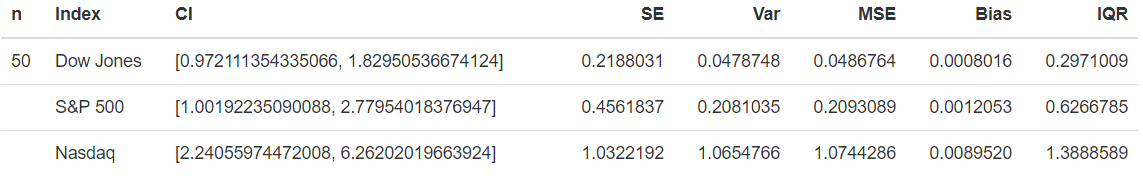 n Index CI SE Var MSE Bias IQR
50 Dow Jones [0.972111354335066, 1.82950536674124] 0.2188031 0.0478748 0.0486764 0.0008016 0.2971009
S&P 500 [1.00192235090088, 2.77954018376947] 0.4561837 0.2081035 0.2093089 0.0012053 0.6266785
Nasdaq [2.24055974472008, 6.26202019663924] 1.0322192 1.0654766 1.0744286 0.0089520 1.3888589